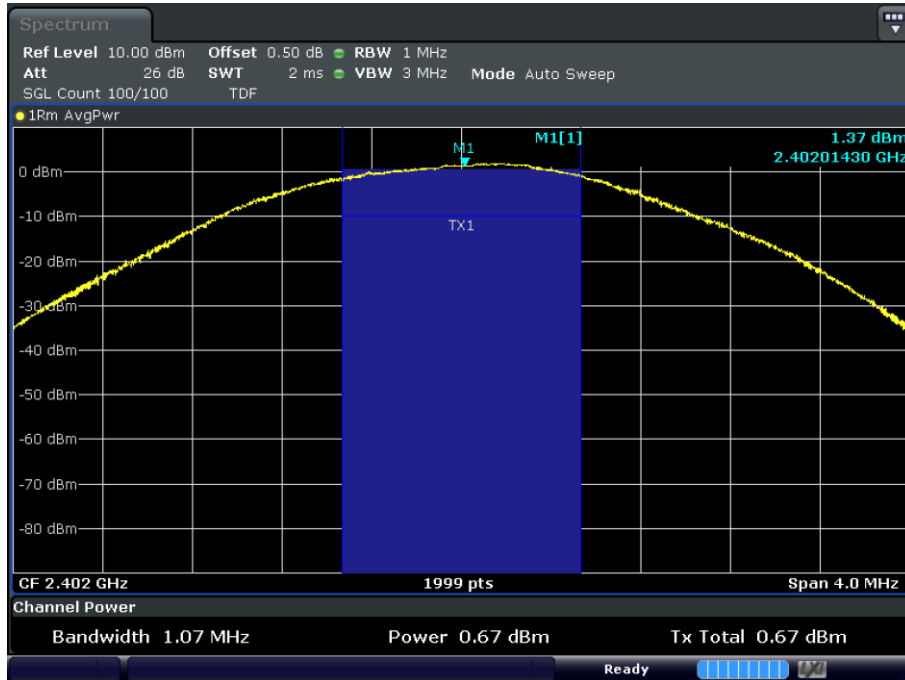 Spectrum
Ref Level 10.00 dBm Offset 0.50 dB RBW 1 MHz
Att 26 dB SWT 2 ms VBW 3 MHz Mode Auto Sweep
SGL Count 100/100 TDF
1Rm AvgPwr
M1[1] 1.37 dBm
M1
2.40201430 GHz
0 dBm
-10 dBm
TX1
-20 dBm
-30 dBm
-40 dBm
-50 dBm
-60 dBm
-70 dBm
-80 dBm
CF 2.402 GHz 1999 pts Span 4.0 MHz
Channel Power
Bandwidth 1.07 MHz Power 0.67 dBm Tx Total 0.67 dBm
Ready